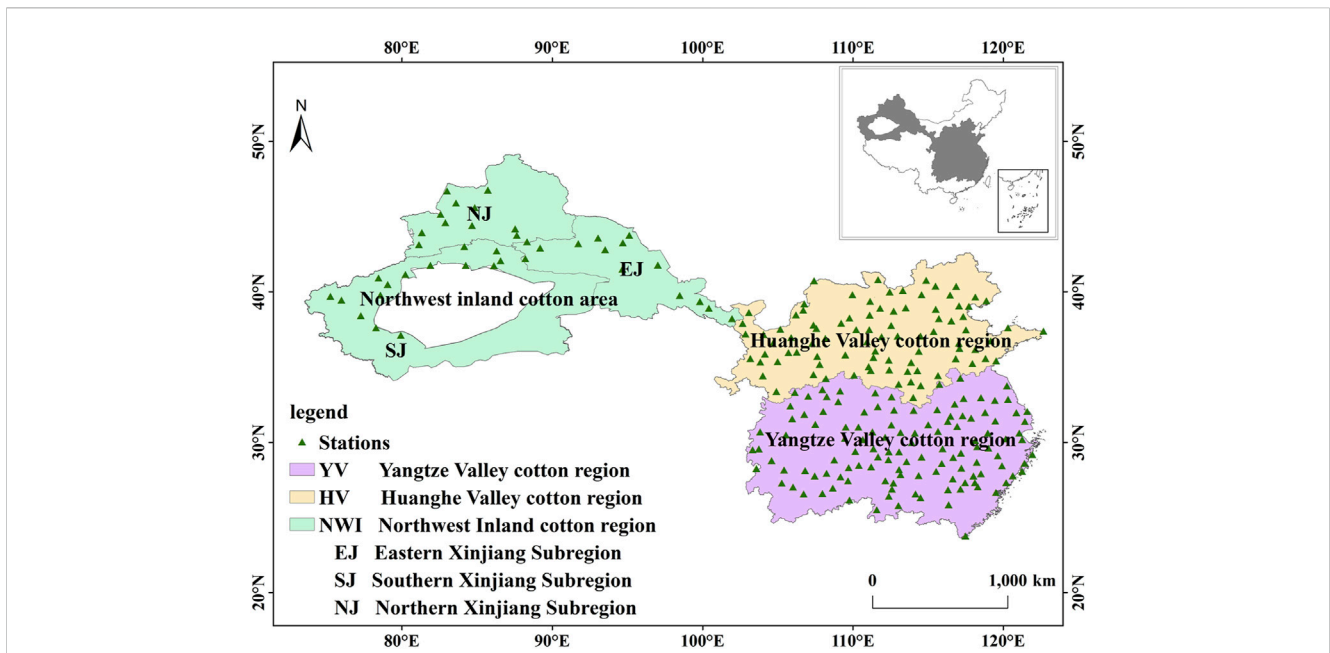 80°E 90°E 100°E 110°E 120°E
N
50°N
50°N
NJ
EJ
40°N
Northwest inland cotton area
40°N
Huanghe Valley cotton region
SJ
legend
Stations
30°N
Yangtze Valley cotton region
30°N
YV Yangtze Valley cotton region
HV Huanghe Valley cotton region
NWI Northwest Inland cotton region
EJ Eastern Xinjiang Subregion
SJ Southern Xinjiang Subregion
NJ Northern Xinjiang Subregion
0 1,000 km
20°N
20°N
80°E 90°E 100°E 110°E 120°E